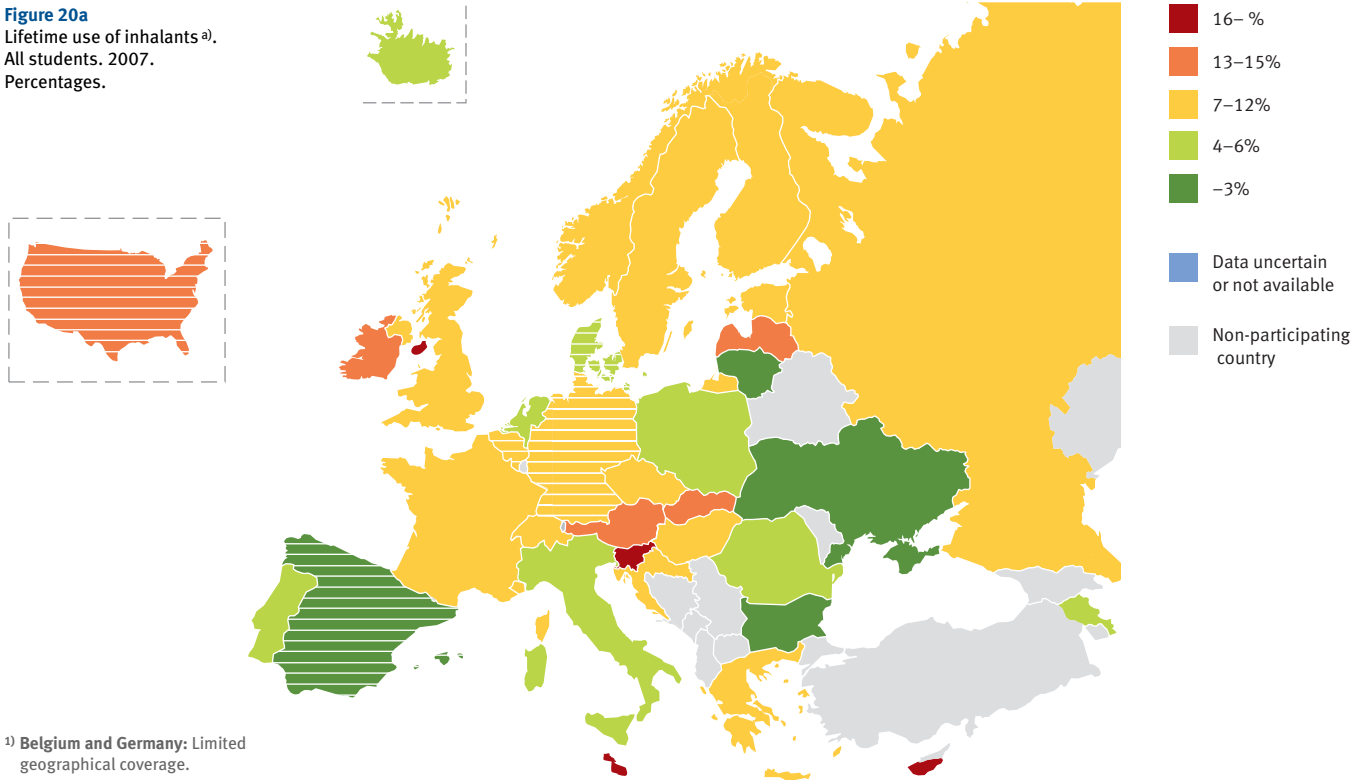 Figure 20a
Lifetime use of inhalants a).
All students. 2007.
Percentages.
16– %
13–15%
7–12%
4–6%
–3%
Data uncertain
or not available
Non-participating
country
1) Belgium and Germany: Limited
geographical coverage.